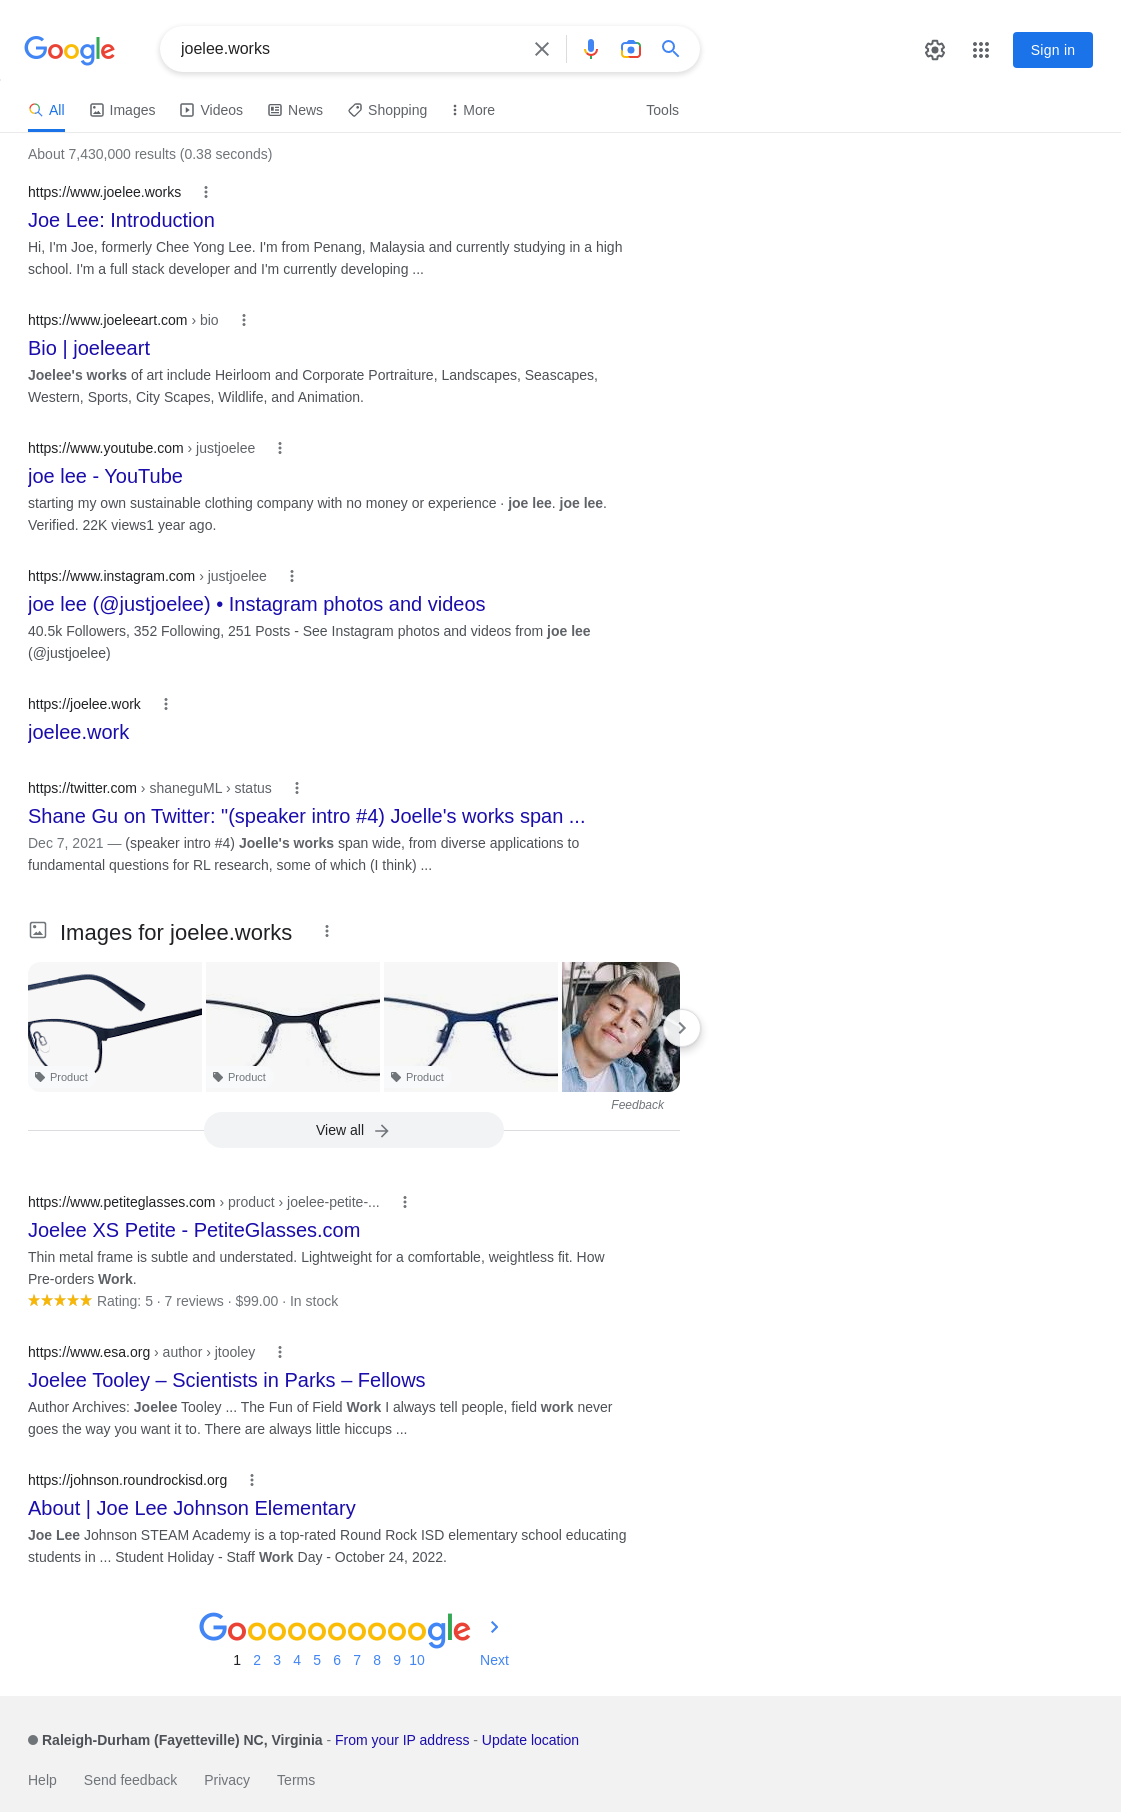 Google
joelee.works
Sign in
All
Images
Videos
News
Shopping
More
Tools
About 7,430,000 results (0.38 seconds)
https://www.joelee.works
Joe Lee: Introduction
Hi, I'm Joe, formerly Chee Yong Lee. I'm from Penang, Malaysia and currently studying in a high
school. I'm a full stack developer and I'm currently developing ...
https://www.joeleeart.com › bio
Bio | joeleeart
Joelee's works of art include Heirloom and Corporate Portraiture, Landscapes, Seascapes,
Western, Sports, City Scapes, Wildlife, and Animation.
https://www.youtube.com › justjoelee
joe lee - YouTube
starting my own sustainable clothing company with no money or experience · joe lee. joe lee.
Verified. 22K views1 year ago.
https://www.instagram.com › justjoelee
joe lee (@justjoelee) • Instagram photos and videos
40.5k Followers, 352 Following, 251 Posts - See Instagram photos and videos from joe lee
(@justjoelee)
https://joelee.work
joelee.work
https://twitter.com › shaneguML › status
Shane Gu on Twitter: "(speaker intro #4) Joelle's works span ...
Dec 7, 2021 — (speaker intro #4) Joelle's works span wide, from diverse applications to
fundamental questions for RL research, some of which (I think) ...
Images for joelee.works
Product
Product
Product
Feedback
View all
https://www.petiteglasses.com › product › joelee-petite-...
Joelee XS Petite - PetiteGlasses.com
Thin metal frame is subtle and understated. Lightweight for a comfortable, weightless fit. How
Pre-orders Work.
Rating: 5 · 7 reviews · $99.00 · In stock
https://www.esa.org › author › jtooley
Joelee Tooley – Scientists in Parks – Fellows
Author Archives: Joelee Tooley ... The Fun of Field Work I always tell people, field work never
goes the way you want it to. There are always little hiccups ...
https://johnson.roundrockisd.org
About | Joe Lee Johnson Elementary
Joe Lee Johnson STEAM Academy is a top-rated Round Rock ISD elementary school educating
students in ... Student Holiday - Staff Work Day - October 24, 2022.
Goooooooooogle
1 2 3 4 5 6 7 8 9 10 Next
Raleigh-Durham (Fayetteville) NC, Virginia - From your IP address - Update location
Help Send feedback Privacy Terms